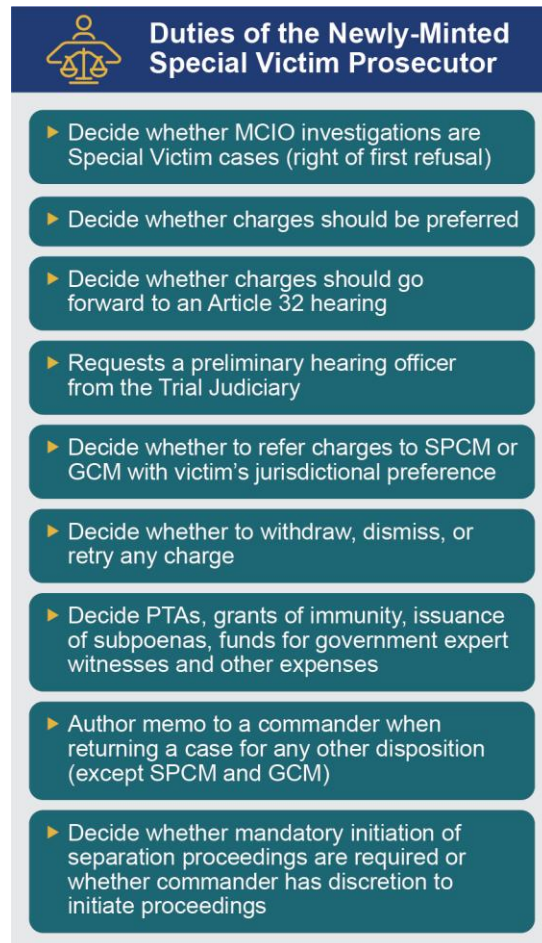 Duties of the Newly-Minted
Special Victim Prosecutor
Decide whether MCIO investigations are
Special Victim cases (right of first refusal)
Decide whether charges should be preferred
Decide whether charges should go
forward to an Article 32 hearing
Requests a preliminary hearing officer
from the Trial Judiciary
Decide whether to refer charges to SPCM or
GCM with victim's jurisdictional preference
Decide whether to withdraw, dismiss, or
retry any charge
Decide PTAs, grants of immunity, issuance
of subpoenas, funds for government expert
witnesses and other expenses
Author memo to a commander when
returning a case for any other disposition
(except SPCM and GCM)
Decide whether mandatory initiation of
separation proceedings are required or
whether commander has discretion to
initiate proceedings